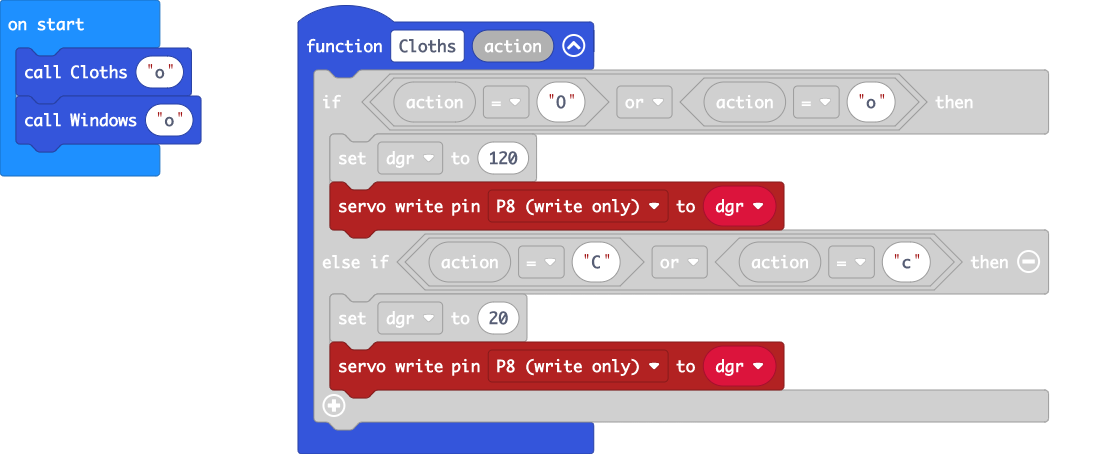 on start
call Cloths "o"
call Windows "o"
function Cloths action
if action = "O" or action = "o" then
set dgr to 120
servo write pin P8 (write only) to dgr
else if action = "C" or action = "c" then
set dgr to 20
servo write pin P8 (write only) to dgr